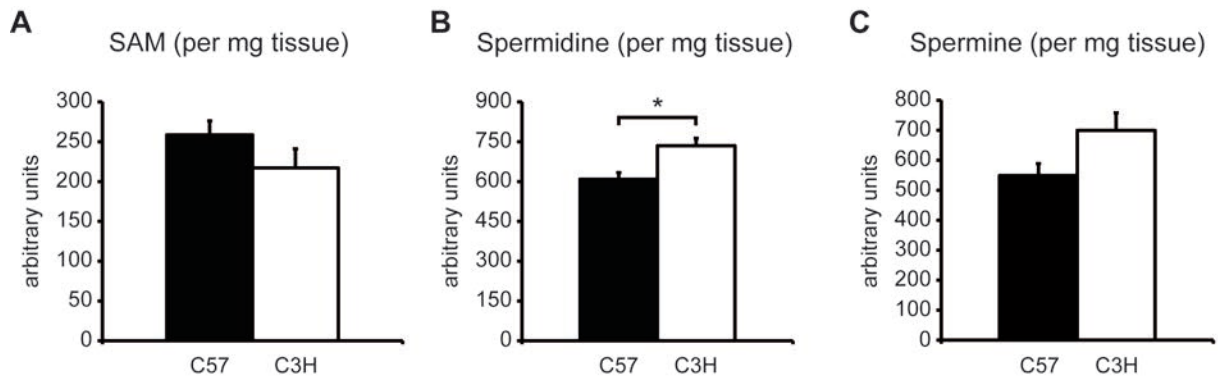 A
SAM (per mg tissue)
arbitrary units
300
250
200
150
100
50
0
C57 C3H
B
Spermidine (per mg tissue)
arbitrary units
900
750
600
450
300
150
0
*
C57 C3H
C
Spermine (per mg tissue)
arbitrary units
800
700
600
500
400
300
200
100
0
C57 C3H